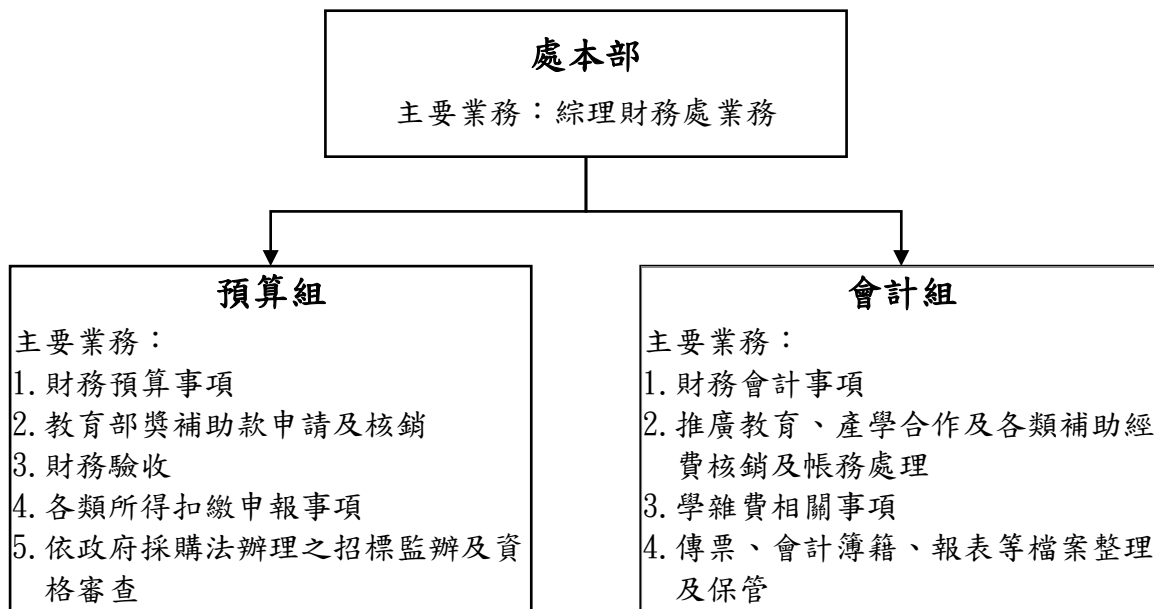 處本部
主要業務：綜理財務處業務
預算組
主要業務：
1.財務預算事項
2.教育部獎補助款申請及核銷
3.財務驗收
4.各類所得扣繳申報事項
5.依政府採購法辦理之招標監辦及資
格審查
會計組
主要業務：
1.財務會計事項
2.推廣教育、產學合作及各類補助經
費核銷及帳務處理
3.學雜費相關事項
4.傳票、會計簿籍、報表等檔案整理
及保管